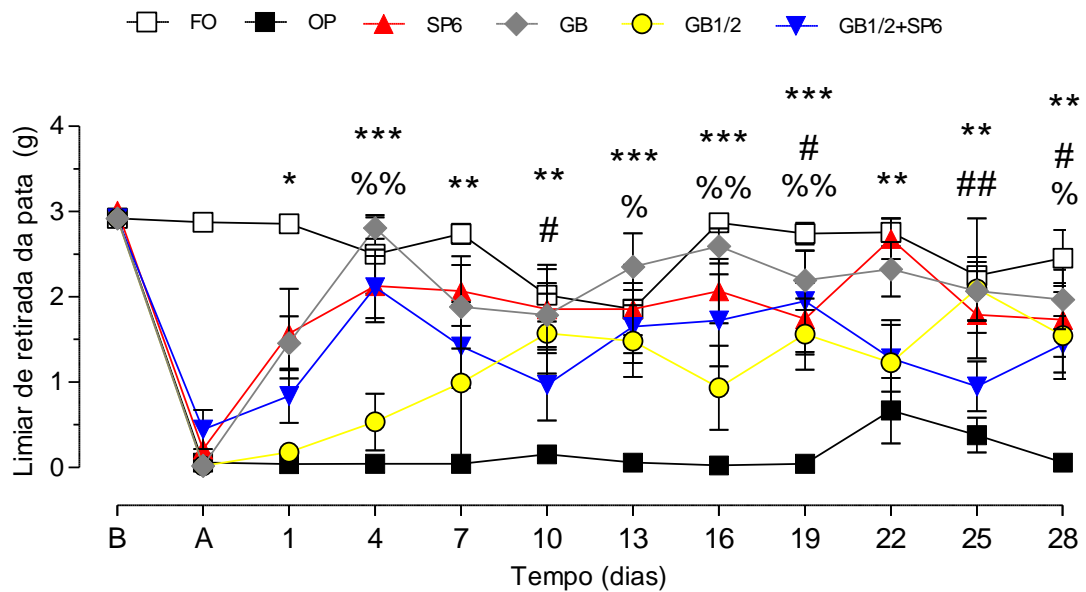 FO OP SP6 GB GB1/2 GB1/2+SP6
*** **
*** *** *** # ** #
* %% ** ** % %% %% ** ## %
#
Limiar de retirada da pata (g)
4
3
2
1
0
B A 1 4 7 10 13 16 19 22 25 28
Tempo (dias)